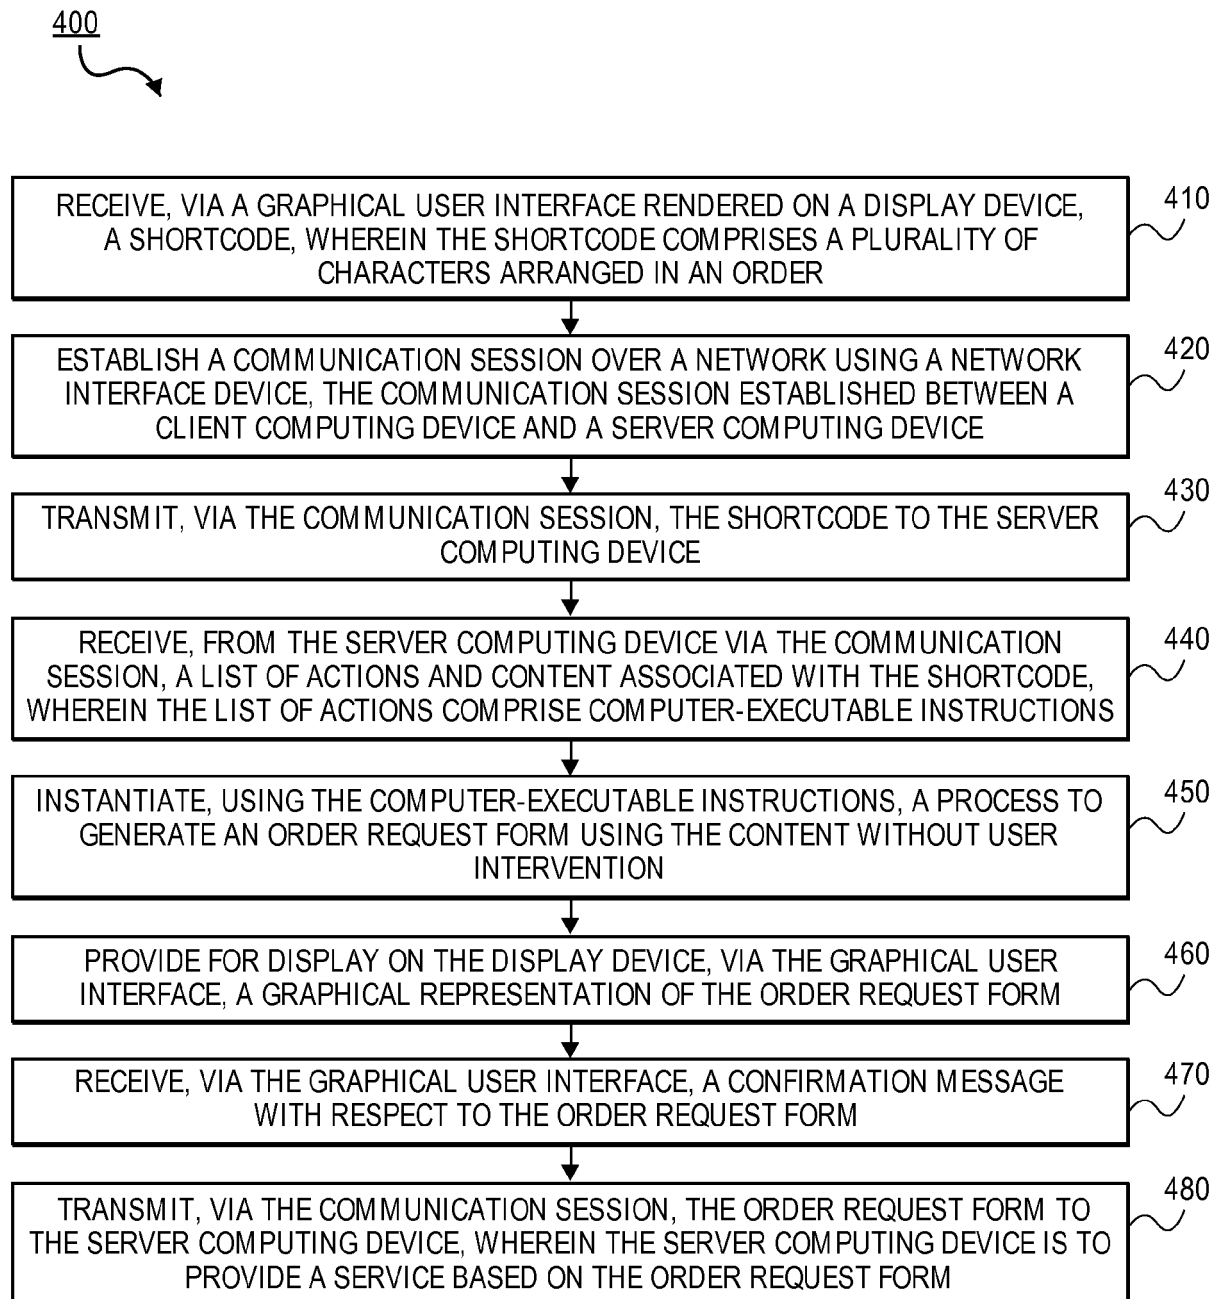 400
RECEIVE, VIA A GRAPHICAL USER INTERFACE RENDERED ON A DISPLAY DEVICE,
A SHORTCODE, WHEREIN THE SHORTCODE COMPRISES A PLURALITY OF
CHARACTERS ARRANGED IN AN ORDER
410
ESTABLISH A COMMUNICATION SESSION OVER A NETWORK USING A NETWORK
INTERFACE DEVICE, THE COMMUNICATION SESSION ESTABLISHED BETWEEN A
CLIENT COMPUTING DEVICE AND A SERVER COMPUTING DEVICE
420
TRANSMIT, VIA THE COMMUNICATION SESSION, THE SHORTCODE TO THE SERVER
COMPUTING DEVICE
430
RECEIVE, FROM THE SERVER COMPUTING DEVICE VIA THE COMMUNICATION
SESSION, A LIST OF ACTIONS AND CONTENT ASSOCIATED WITH THE SHORTCODE,
WHEREIN THE LIST OF ACTIONS COMPRISE COMPUTER-EXECUTABLE INSTRUCTIONS
440
INSTANTIATE, USING THE COMPUTER-EXECUTABLE INSTRUCTIONS, A PROCESS TO
GENERATE AN ORDER REQUEST FORM USING THE CONTENT WITHOUT USER
INTERVENTION
450
PROVIDE FOR DISPLAY ON THE DISPLAY DEVICE, VIA THE GRAPHICAL USER
INTERFACE, A GRAPHICAL REPRESENTATION OF THE ORDER REQUEST FORM
460
RECEIVE, VIA THE GRAPHICAL USER INTERFACE, A CONFIRMATION MESSAGE
WITH RESPECT TO THE ORDER REQUEST FORM
470
TRANSMIT, VIA THE COMMUNICATION SESSION, THE ORDER REQUEST FORM TO
THE SERVER COMPUTING DEVICE, WHEREIN THE SERVER COMPUTING DEVICE IS TO
PROVIDE A SERVICE BASED ON THE ORDER REQUEST FORM
480